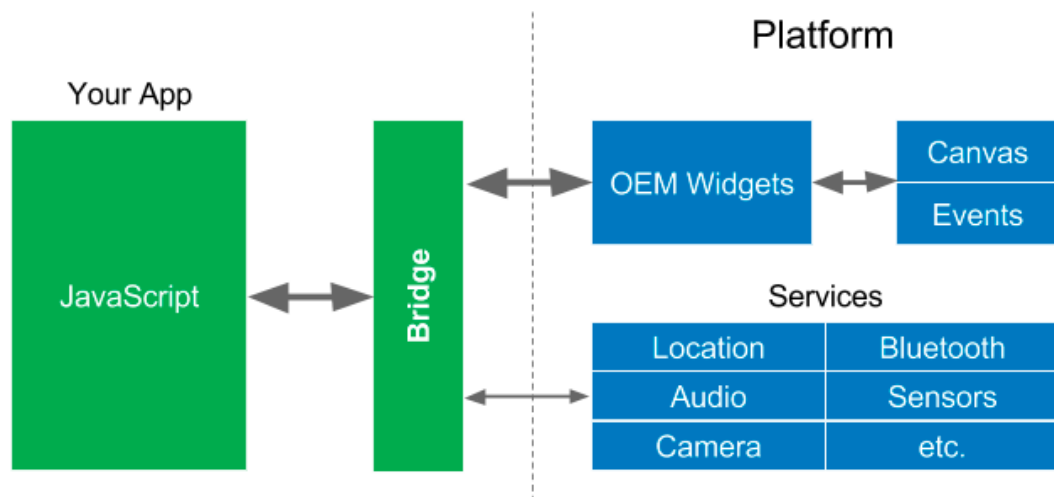 Platform
Your App
JavaScript
Bridge
OEM Widgets
Canvas
Events
Services
Location
Bluetooth
Audio
Sensors
Camera
etc.